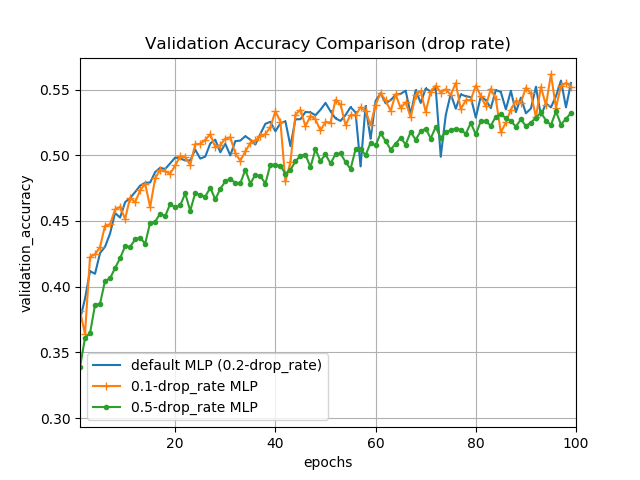 Validation Accuracy Comparison (drop rate)
validation_accuracy
0.55
0.50
0.45
0.40
0.35
0.30
default MLP (0.2-drop_rate)
0.1-drop_rate MLP
0.5-drop_rate MLP
20 40 60 80 100
epochs